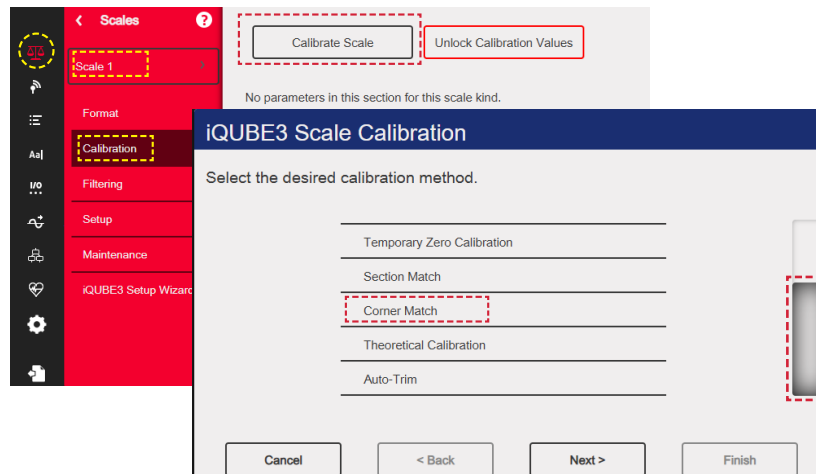 Scales
?
Scale 1
Format
Calibration
Filtering
Setup
Maintenance
iQUBE3 Setup Wizard
Aa
I/O
Calibrate Scale
Unlock Calibration Values
No parameters in this section for this scale kind.
iQUBE3 Scale Calibration
Select the desired calibration method.
Temporary Zero Calibration
Section Match
Corner Match
Theoretical Calibration
Auto-Trim
Cancel
< Back
Next >
Finish